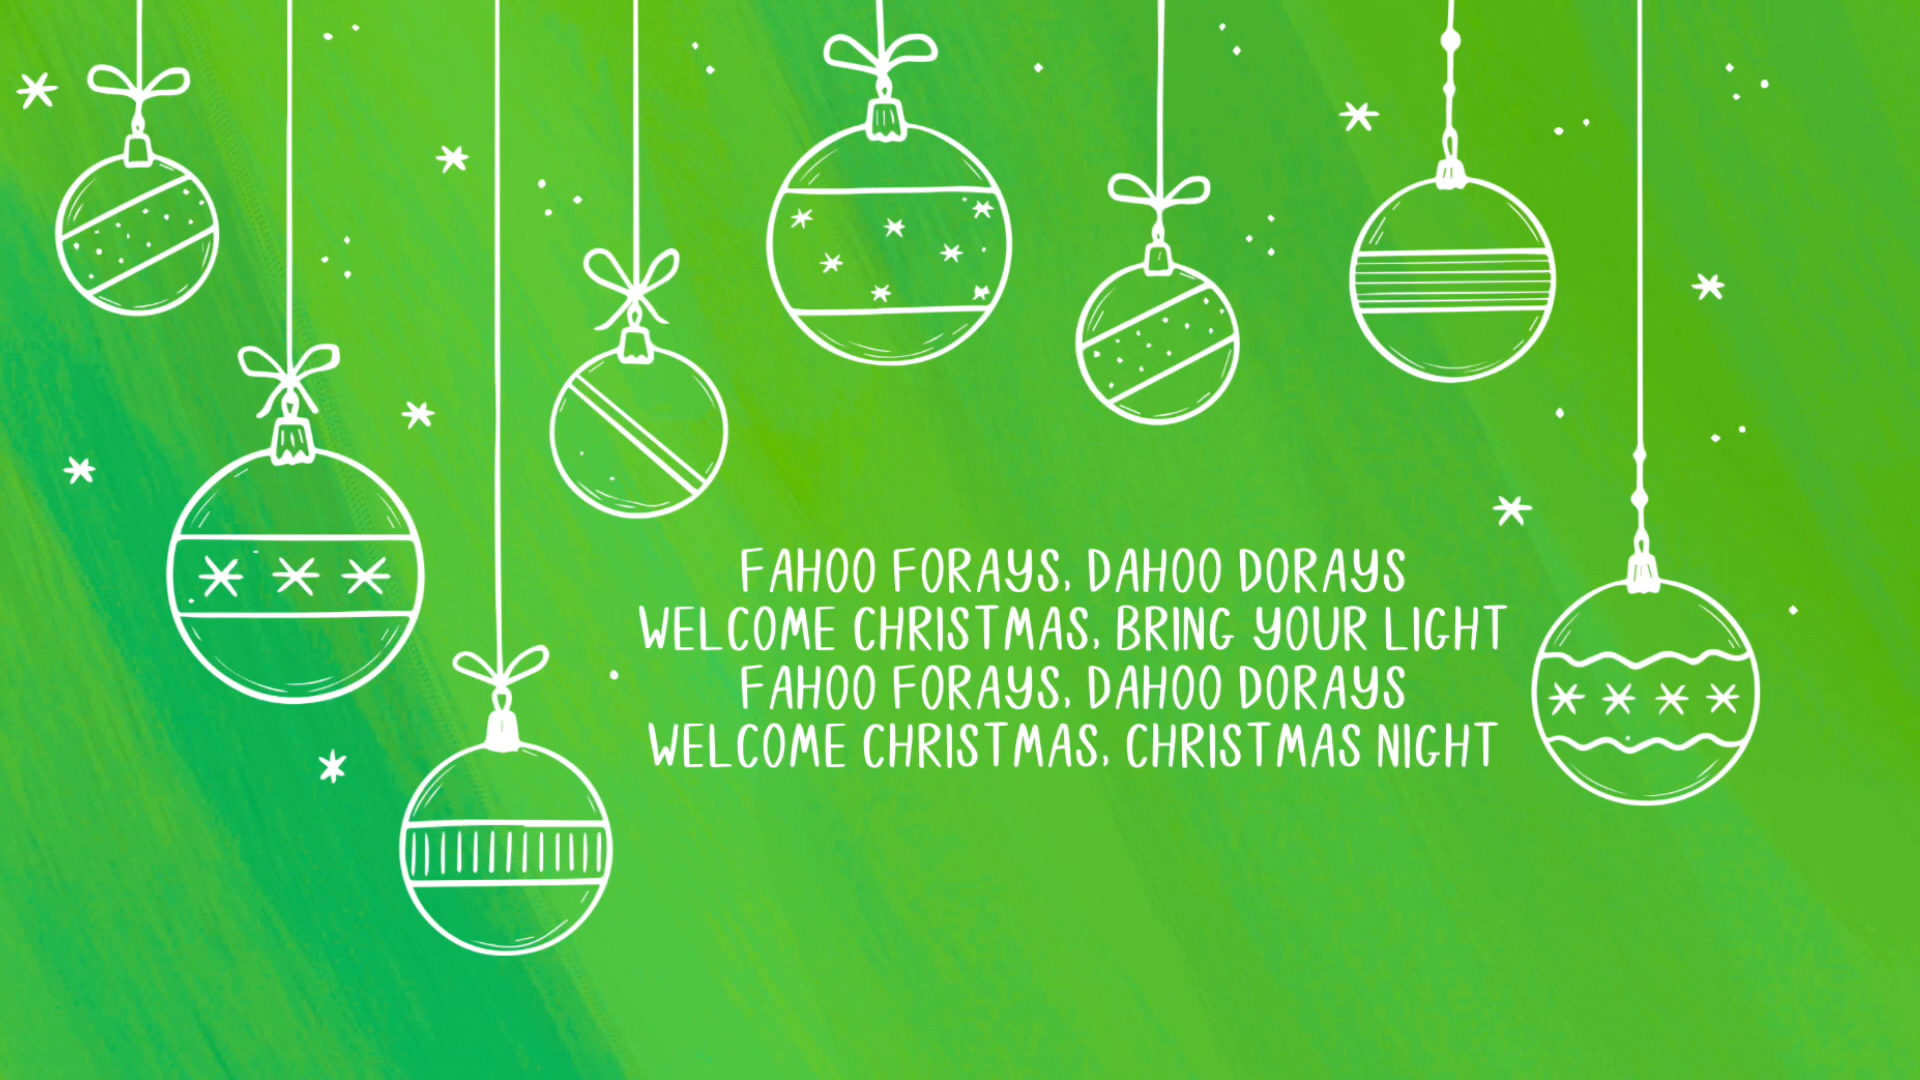 FAHOO FORAYS, DAHOO DORAYS
WELCOME CHRISTMAS, BRING YOUR LIGHT
FAHOO FORAYS, DAHOO DORAYS
WELCOME CHRISTMAS, CHRISTMAS NIGHT